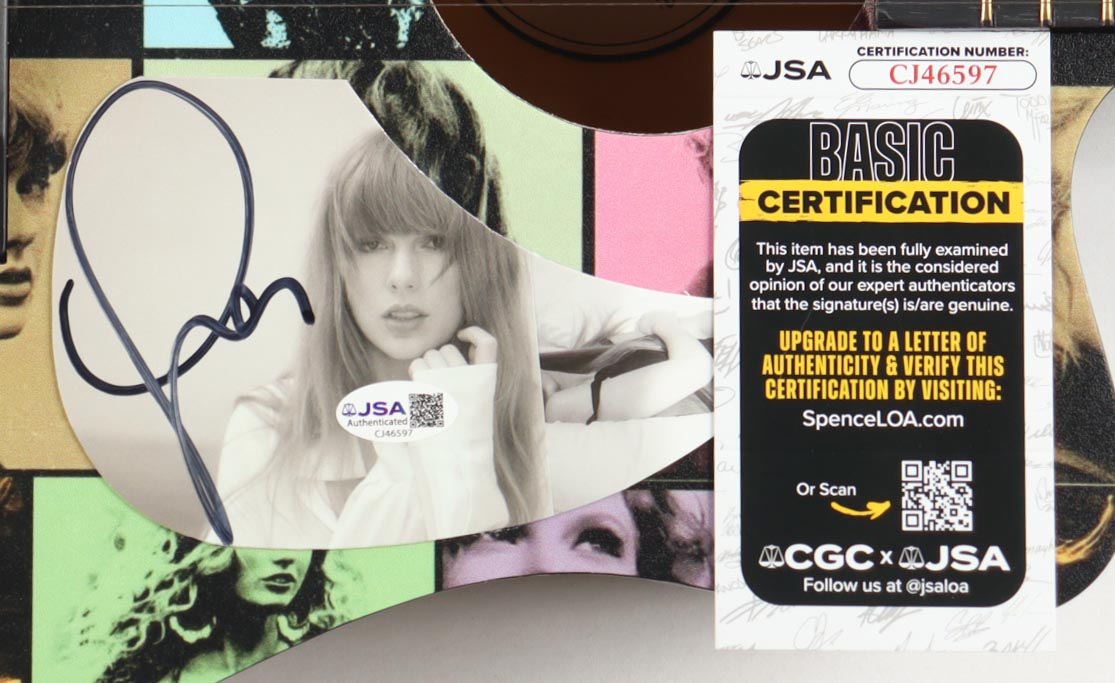 CERTIFICATION NUMBER:
JSA
CJ46597
BASIC
CERTIFICATION
This item has been fully examined
by JSA, and it is the considered
opinion of our expert authenticators
that the signature(s) is/are genuine.
UPGRADE TO A LETTER OF
AUTHENTICITY & VERIFY THIS
CERTIFICATION BY VISITING:
SpenceLOA.com
Or Scan
CGC x JSA
Follow us at @jsaloa
JSA
Authenticated
CJ46597